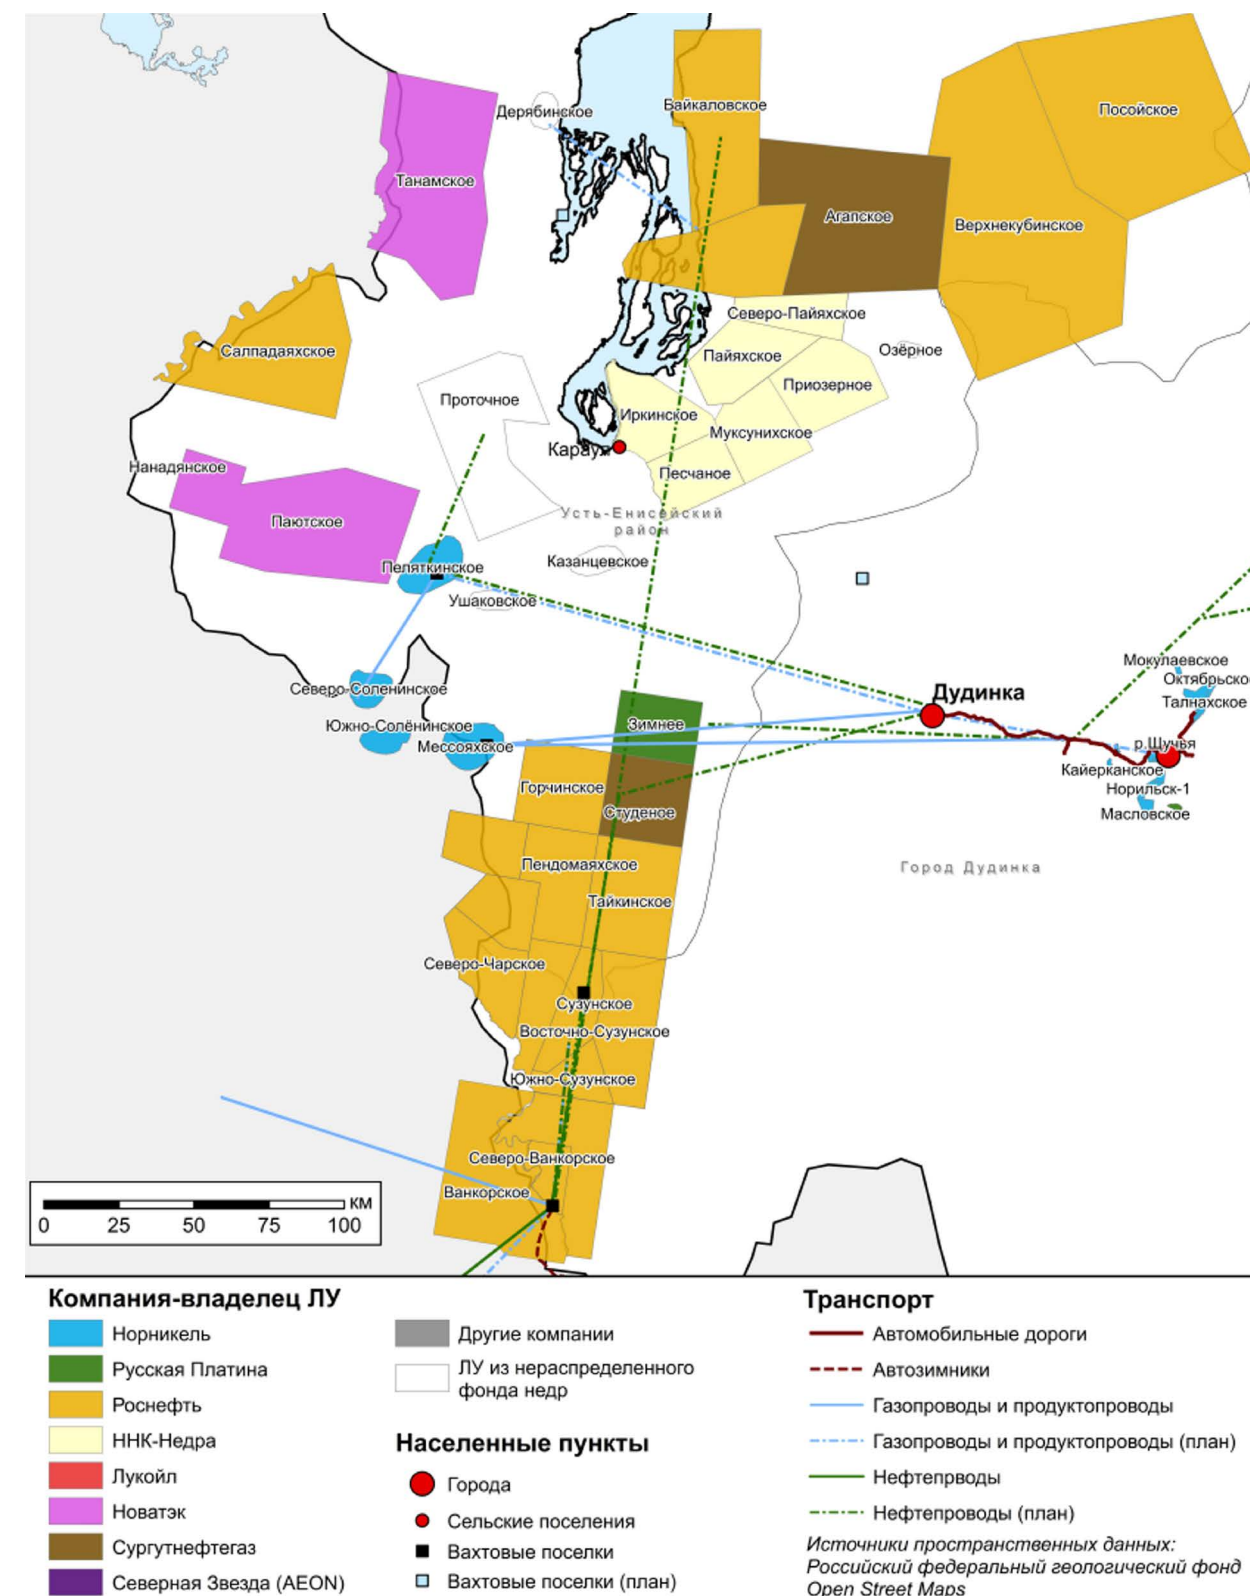 Байкаловское
Посойское
Дерябинское
Танамское
Агапское
Верхнекубинское
Северо-Пайяхское
Салпадаяхское
Пайяхское
Озёрное
Приозерное
Проточное
Иркинское
Муксунихское
Караул
Нанадянское
Песчаное
Паютское
Усть-Енисейский
район
Казанцевское
Пеляткинское
Ушаковское
Мокулаевское
Октябрьско
Северо-Соленинское
Дудинка
Талнахское
Южно-Солёнинское
Зимнее
Мессояхское
р.Щучья
Кайерканское
Горчинское
Норильск-1
Студеное
Масловское
Пендомаяхское
Город Дудинка
Тайкинское
Северо-Чарское
Сузунское
Восточно-Сузунское
Южно-Сузунское
Северо-Ванкорское
Ванкорское
км
0 25 50 75 100
Компания-владелец ЛУ
Норникель
Русская Платина
Роснефть
ННК-Недра
Лукойл
Новатэк
Сургутнефтегаз
Северная Звезда (AEON)
Другие компании
ЛУ из нераспределенного
фонда недр
Населенные пункты
Города
Сельские поселения
Вахтовые поселки
Вахтовые поселки (план)
Транспорт
Автомобильные дороги
Автозимники
Газопроводы и продуктопроводы
Газопроводы и продуктопроводы (план)
Нефтепрводы
Нефтепроводы (план)
Источники пространственных данных:
Российский федеральный геологический фонд
Open Street Maps